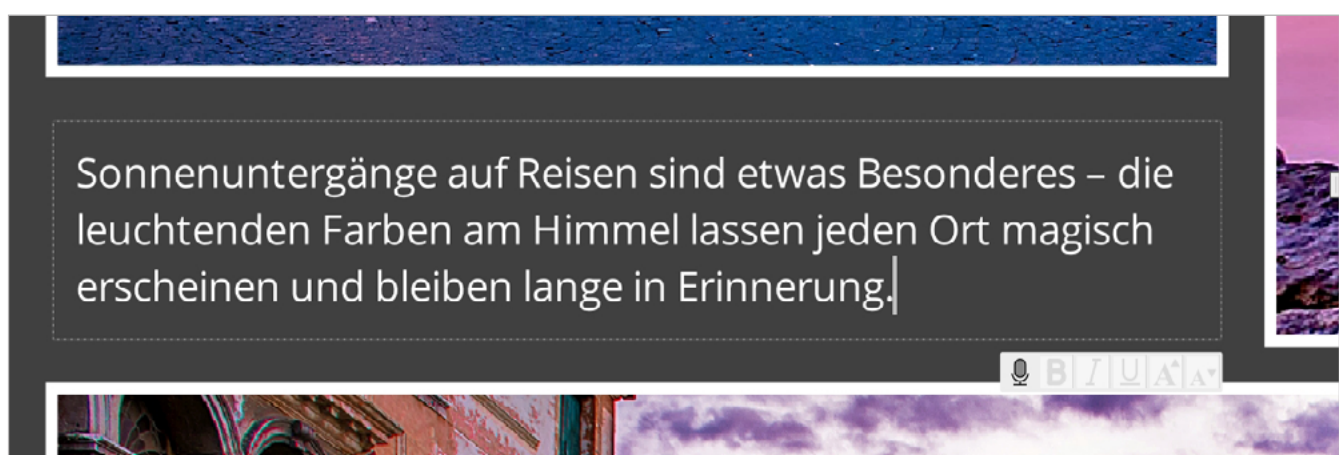 Sonnenuntergänge auf Reisen sind etwas Besonderes – die
leuchtenden Farben am Himmel lassen jeden Ort magisch
erscheinen und bleiben lange in Erinnerung.
B I U A A